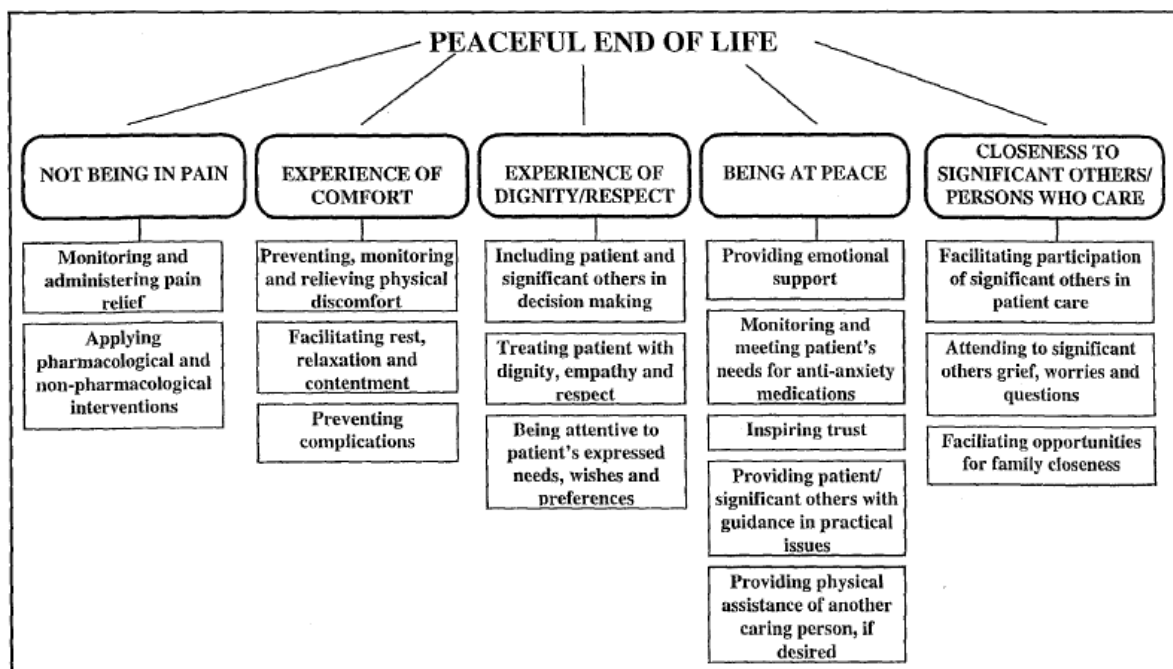 PEACEFUL END OF LIFE
NOT BEING IN PAIN
Monitoring and
administering pain
relief
Applying
pharmacological and
non-pharmacological
interventions
EXPERIENCE OF
COMFORT
Preventing, monitoring
and relieving physical
discomfort
Facilitating rest,
relaxation and
contentment
Preventing
complications
EXPERIENCE OF
DIGNITY/RESPECT
Including patient and
significant others in
decision making
Treating patient with
dignity, empathy and
respect
Being attentive to
patient's expressed
needs, wishes and
preferences
BEING AT PEACE
Providing emotional
support
Monitoring and
meeting patient's
needs for anti-anxiety
medications
Inspiring trust
Providing patient/
significant others with
guidance in practical
issues
Providing physical
assistance of another
caring person, if
desired
CLOSENESS TO
SIGNIFICANT OTHERS/
PERSONS WHO CARE
Facilitating participation
of significant others in
patient care
Attending to significant
others grief, worries and
questions
Faciliating opportunities
for family closeness